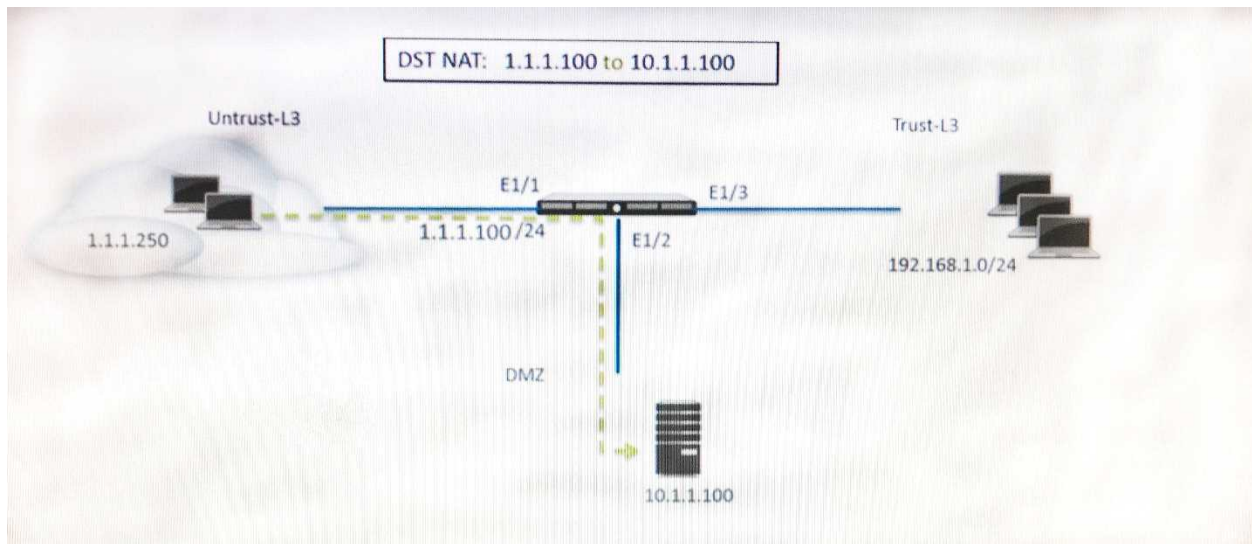 DST NAT: 1.1.1.100 to 10.1.1.100
Untrust-L3
Trust-L3
E1/1
E1/3
1.1.1.250
1.1.1.100/24
E1/2
192.168.1.0/24
DMZ
10.1.1.100